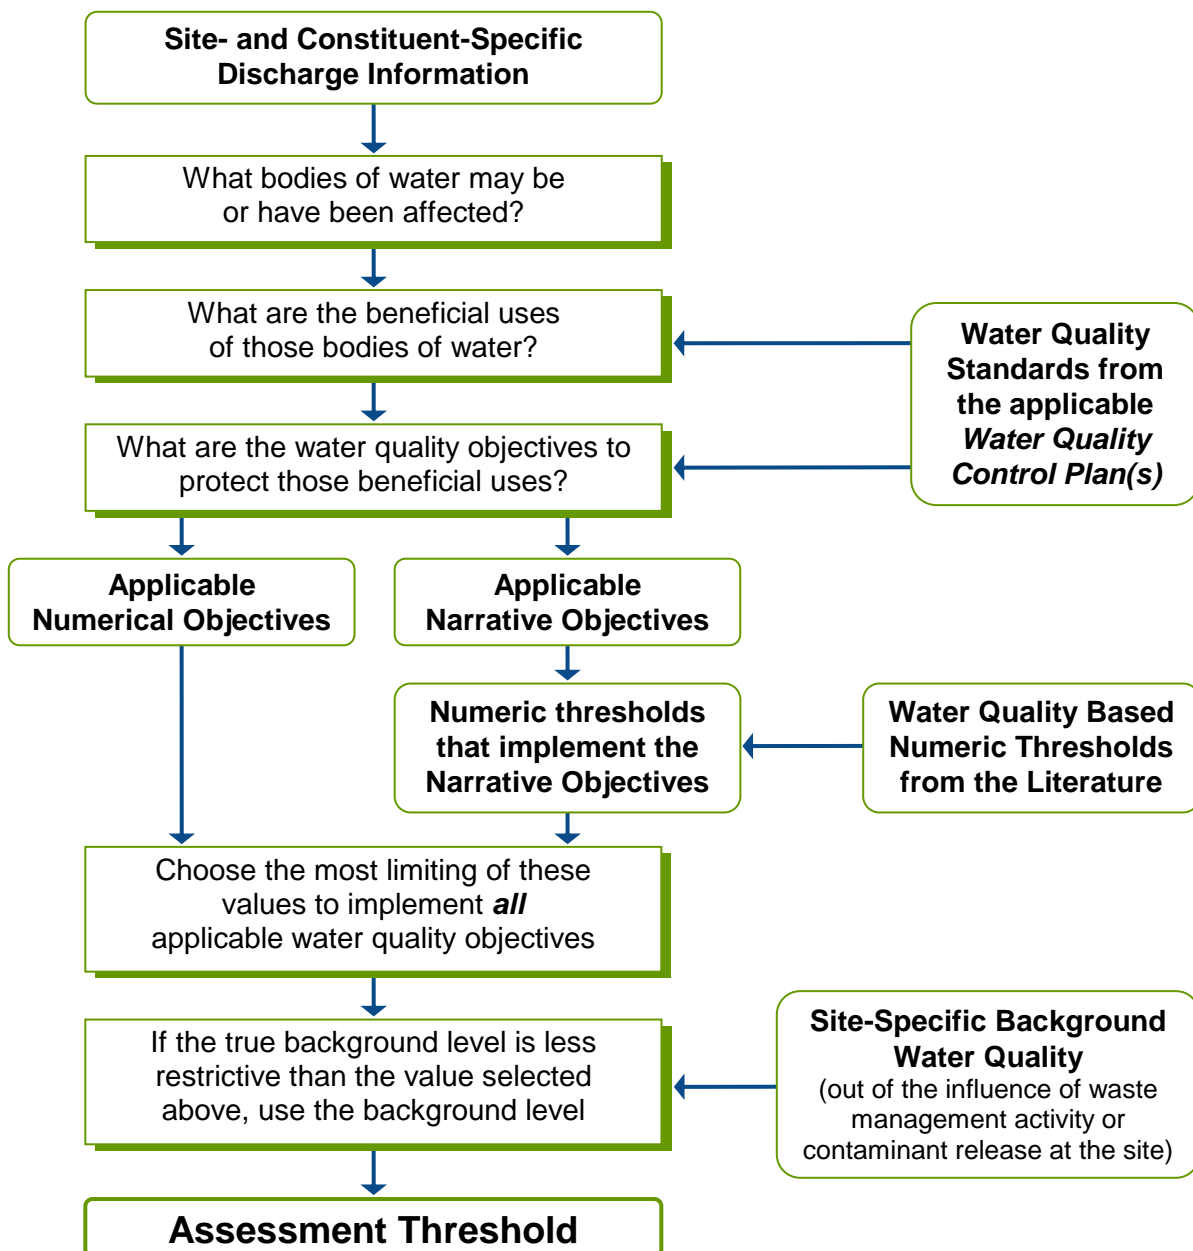 Site- and Constituent-Specific
Discharge Information
What bodies of water may be
or have been affected?
What are the beneficial uses
of those bodies of water?
Water Quality
Standards from
the applicable
Water Quality
Control Plan(s)
What are the water quality objectives to
protect those beneficial uses?
Applicable
Numerical Objectives
Applicable
Narrative Objectives
Numeric thresholds
that implement the
Narrative Objectives
Water Quality Based
Numeric Thresholds
from the Literature
Choose the most limiting of these
values to implement all
applicable water quality objectives
If the true background level is less
restrictive than the value selected
above, use the background level
Site-Specific Background
Water Quality
(out of the influence of waste
management activity or
contaminant release at the site)
Assessment Threshold